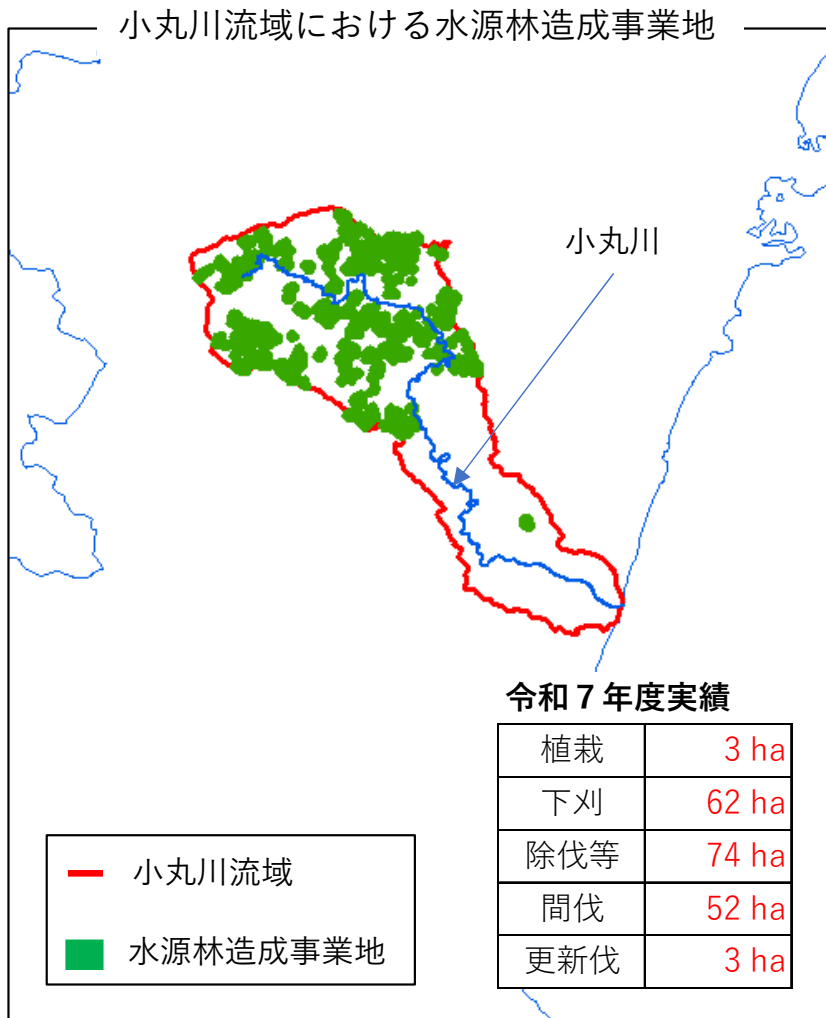 小丸川流域における水源林造成事業地
小丸川
令和７年度実績
植栽 3 ha
下刈 62 ha
除伐等 74 ha
間伐 52 ha
更新伐 3 ha
小丸川流域
水源林造成事業地